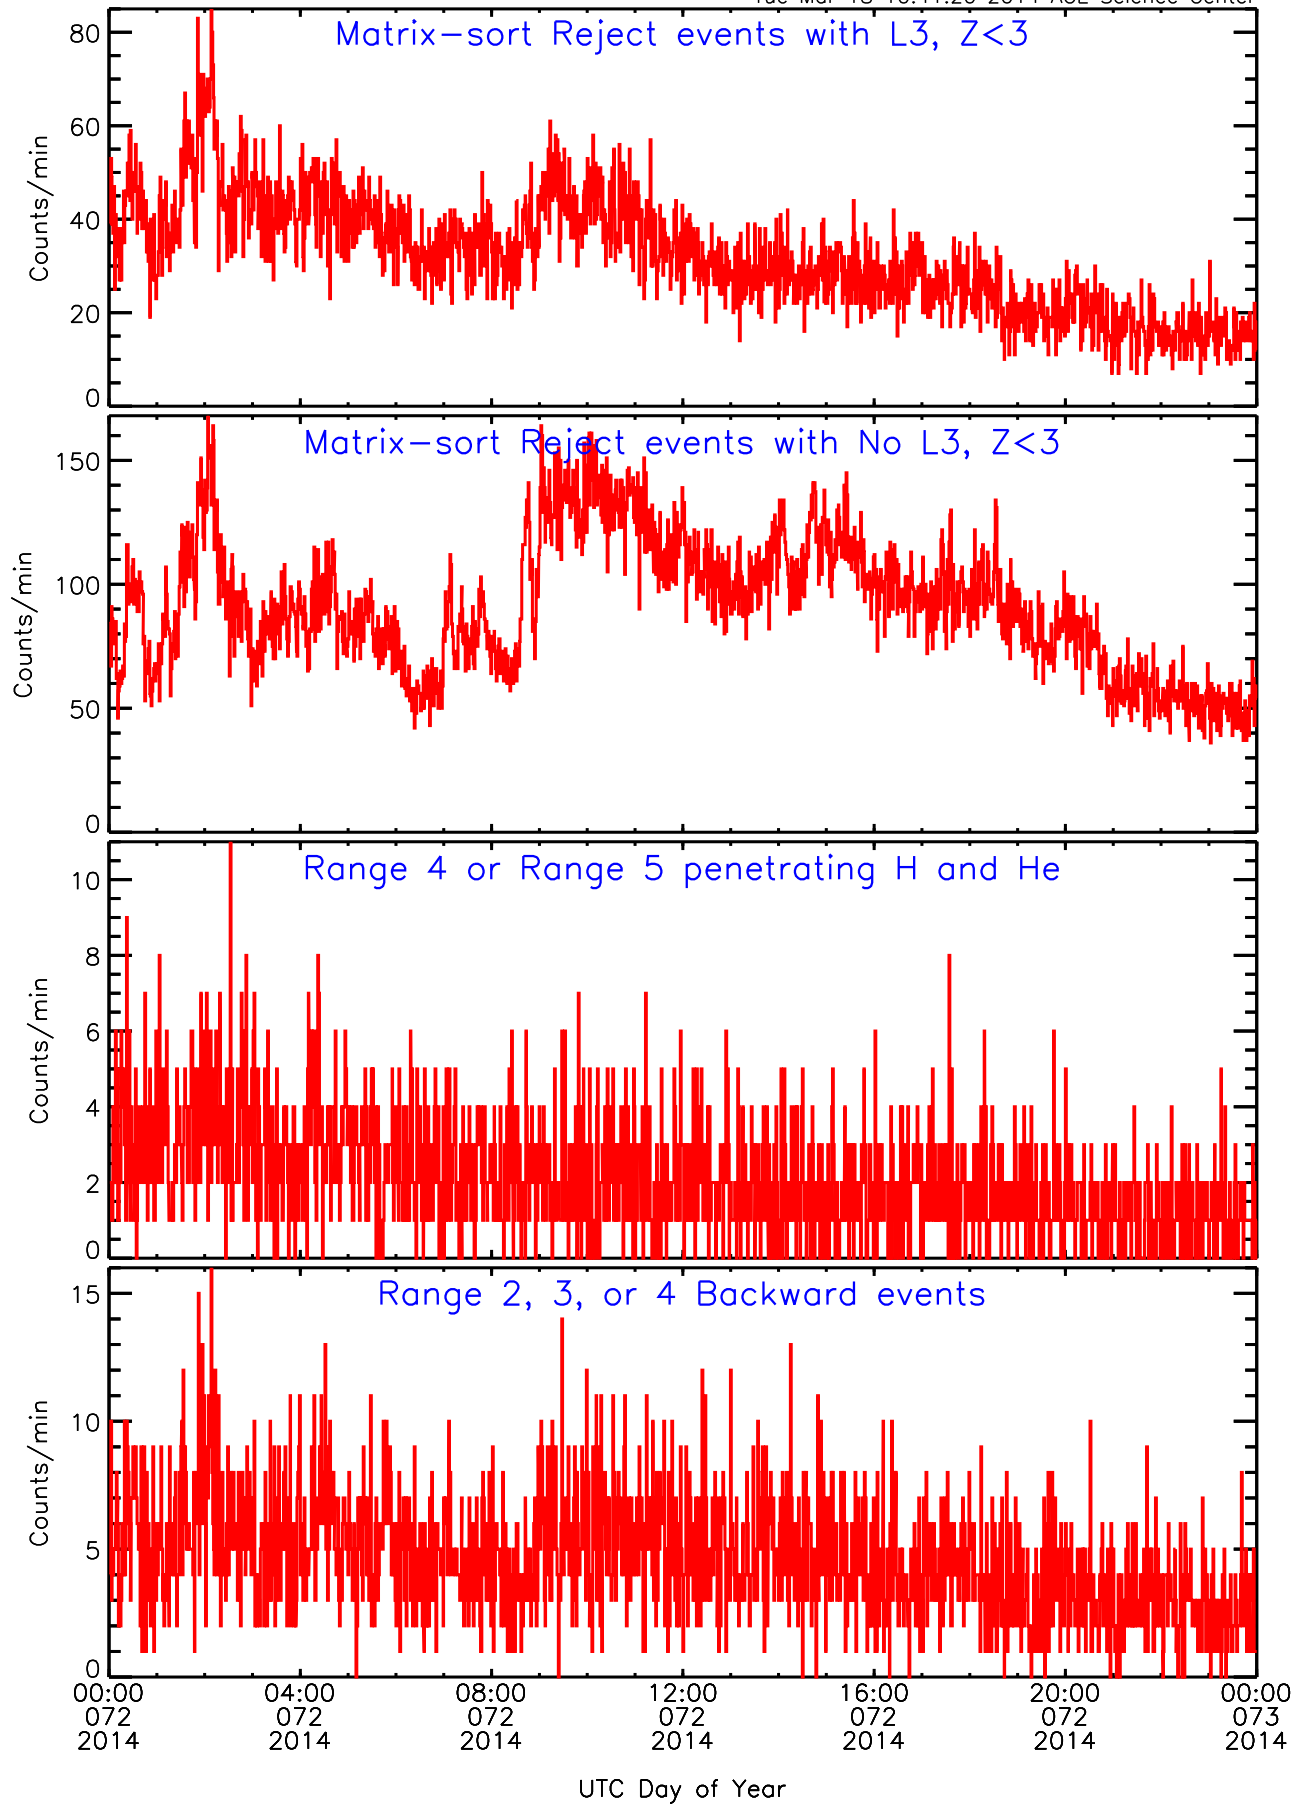 Matrix-sort Reject events with L3, Z<3
80
60
40
20
0
Counts/min
Matrix-sort Reject events with No L3, Z<3
150
100
50
0
Counts/min
Range 4 or Range 5 penetrating H and He
10
8
6
4
2
0
Counts/min
Range 2, 3, or 4 Backward events
15
10
5
0
Counts/min
00:00 04:00 08:00 12:00 16:00 20:00 00:00
072 072 072 072 072 072 073
2014 2014 2014 2014 2014 2014 2014
UTC Day of Year